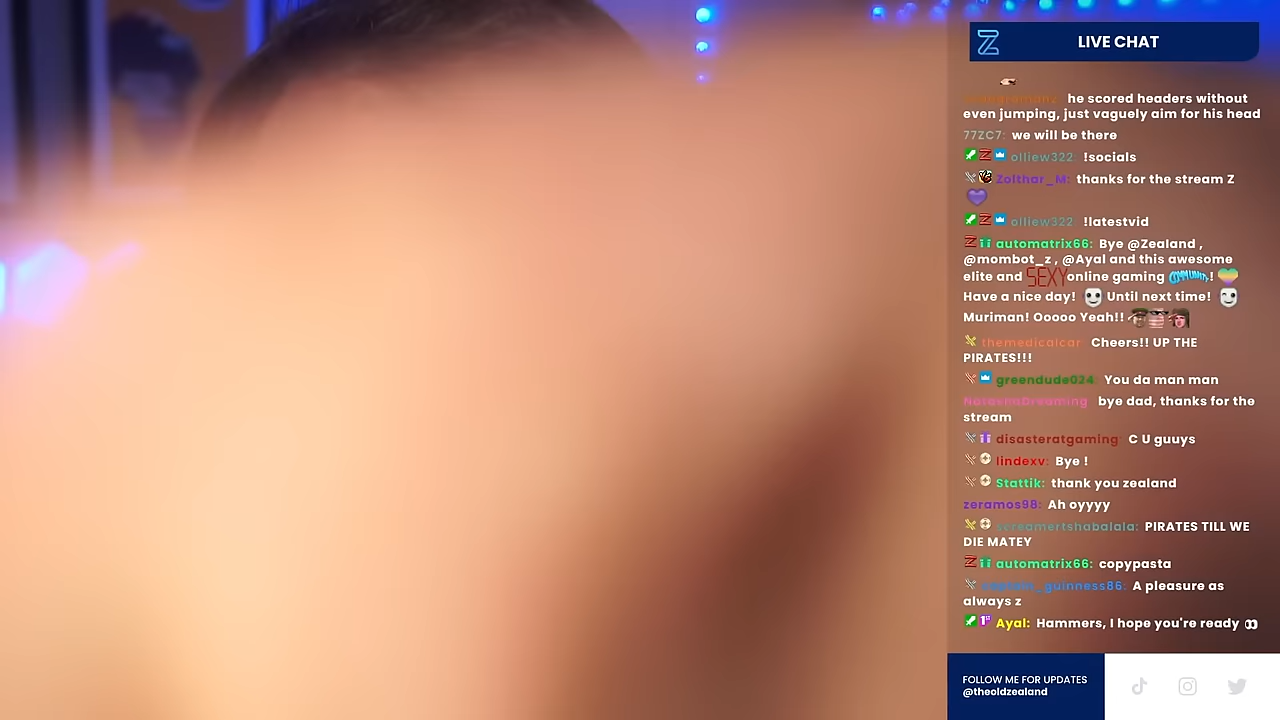 LIVE CHAT
he scored headers without
even jumping, just vaguely aim for his head
77ZC7: we will be there
olliew322: !socials
Zolthar_M: thanks for the stream Z
olliew322: !latestvid
automatrix66: Bye @Zealand ,
@mombot_z , @Ayal and this awesome
elite and SEXY online gaming COMMUNITY !
Have a nice day! Until next time!
Muriman! Ooooo Yeah!!
themedicalcar: Cheers!! UP THE
PIRATES!!!
greendude024: You da man man
bye dad, thanks for the
stream
disasteratgaming: C U guuys
lindexv: Bye !
Stattik: thank you zealand
zeramos98: Ah oyyyy
screamertshabalala: PIRATES TILL WE
DIE MATEY
automatrix66: copypasta
captain_guinness86: A pleasure as
always z
Ayal: Hammers, I hope you're ready
FOLLOW ME FOR UPDATES
@theoldzealand